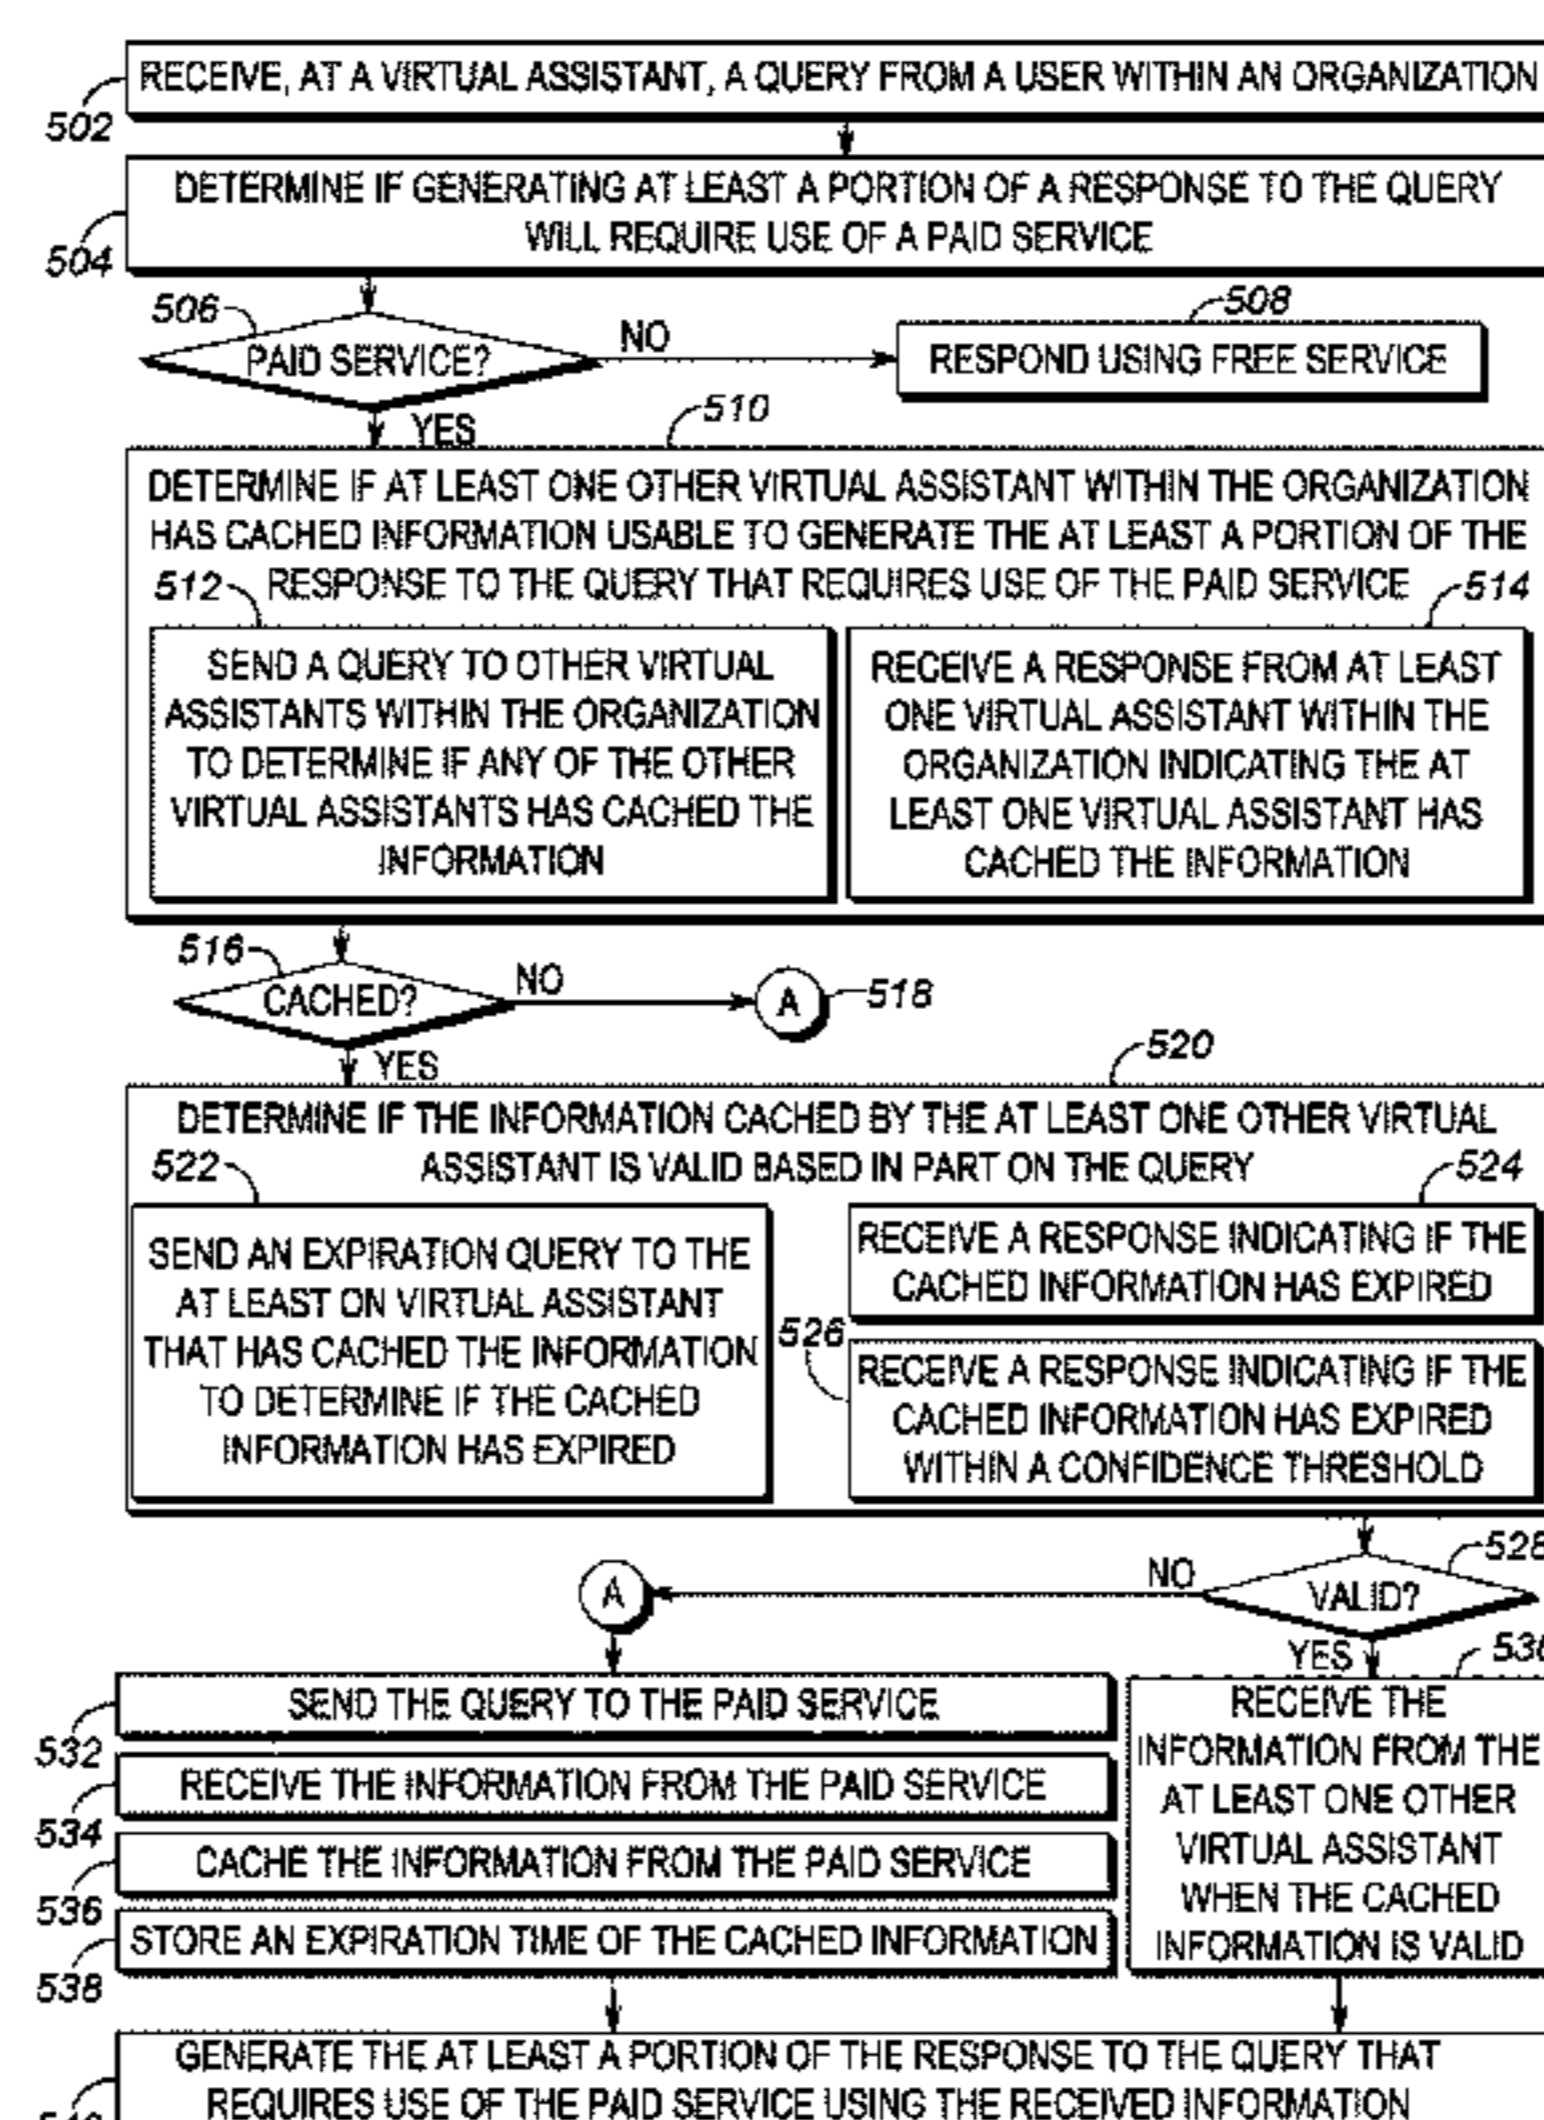 RECEIVE, AT A VIRTUAL ASSISTANT, A QUERY FROM A USER WITHIN AN ORGANIZATION
502
DETERMINE IF GENERATING AT LEAST A PORTION OF A RESPONSE TO THE QUERY
WILL REQUIRE USE OF A PAID SERVICE
504
506
PAID SERVICE?
NO
508
RESPOND USING FREE SERVICE
YES
510
DETERMINE IF AT LEAST ONE OTHER VIRTUAL ASSISTANT WITHIN THE ORGANIZATION
HAS CACHED INFORMATION USABLE TO GENERATE THE AT LEAST A PORTION OF THE
RESPONSE TO THE QUERY THAT REQUIRES USE OF THE PAID SERVICE
512
SEND A QUERY TO OTHER VIRTUAL
ASSISTANTS WITHIN THE ORGANIZATION
TO DETERMINE IF ANY OF THE OTHER
VIRTUAL ASSISTANTS HAS CACHED THE
INFORMATION
514
RECEIVE A RESPONSE FROM AT LEAST
ONE VIRTUAL ASSISTANT WITHIN THE
ORGANIZATION INDICATING THE AT
LEAST ONE VIRTUAL ASSISTANT HAS
CACHED THE INFORMATION
516
CACHED?
NO
A
518
YES
520
DETERMINE IF THE INFORMATION CACHED BY THE AT LEAST ONE OTHER VIRTUAL
ASSISTANT IS VALID BASED IN PART ON THE QUERY
522
SEND AN EXPIRATION QUERY TO THE
AT LEAST ON VIRTUAL ASSISTANT
THAT HAS CACHED THE INFORMATION
TO DETERMINE IF THE CACHED
INFORMATION HAS EXPIRED
524
RECEIVE A RESPONSE INDICATING IF THE
CACHED INFORMATION HAS EXPIRED
526
RECEIVE A RESPONSE INDICATING IF THE
CACHED INFORMATION HAS EXPIRED
WITHIN A CONFIDENCE THRESHOLD
528
VALID?
NO
A
YES
SEND THE QUERY TO THE PAID SERVICE
532
RECEIVE THE INFORMATION FROM THE PAID SERVICE
534
CACHE THE INFORMATION FROM THE PAID SERVICE
536
STORE AN EXPIRATION TIME OF THE CACHED INFORMATION
538
RECEIVE THE
INFORMATION FROM THE
AT LEAST ONE OTHER
VIRTUAL ASSISTANT
WHEN THE CACHED
INFORMATION IS VALID
GENERATE THE AT LEAST A PORTION OF THE RESPONSE TO THE QUERY THAT
REQUIRES USE OF THE PAID SERVICE USING THE RECEIVED INFORMATION